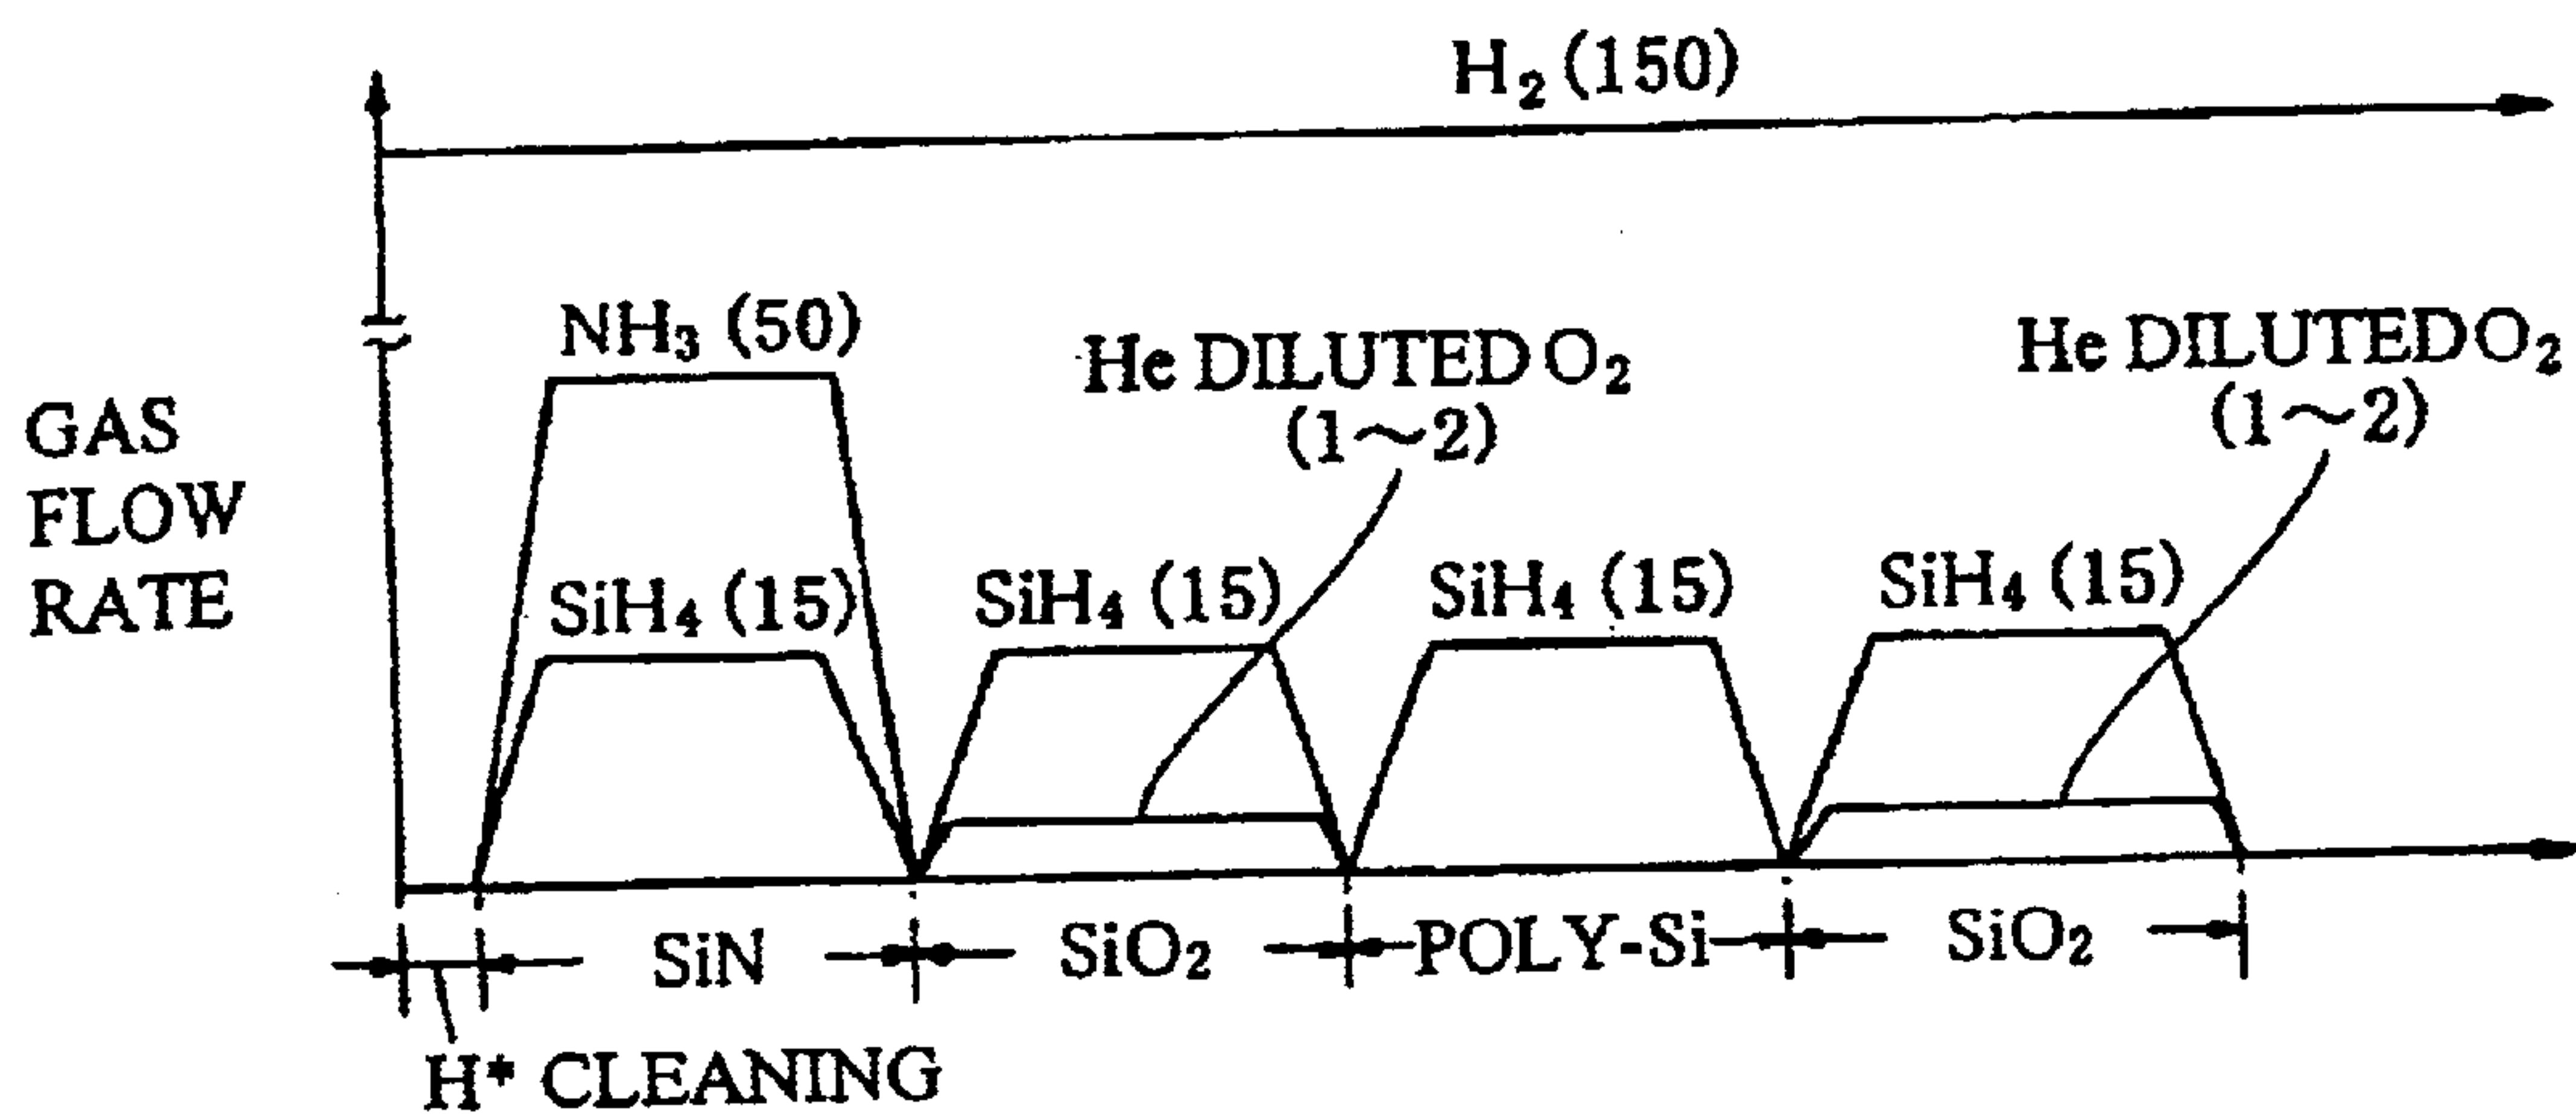 H₂ (150)
NH₃ (50)
He DILUTED O₂
(1～2)
He DILUTED O₂
(1～2)
GAS
FLOW
RATE
SiH₄ (15)
SiH₄ (15)
SiH₄ (15)
SiH₄ (15)
SiN
SiO₂
POLY-Si
SiO₂
H* CLEANING